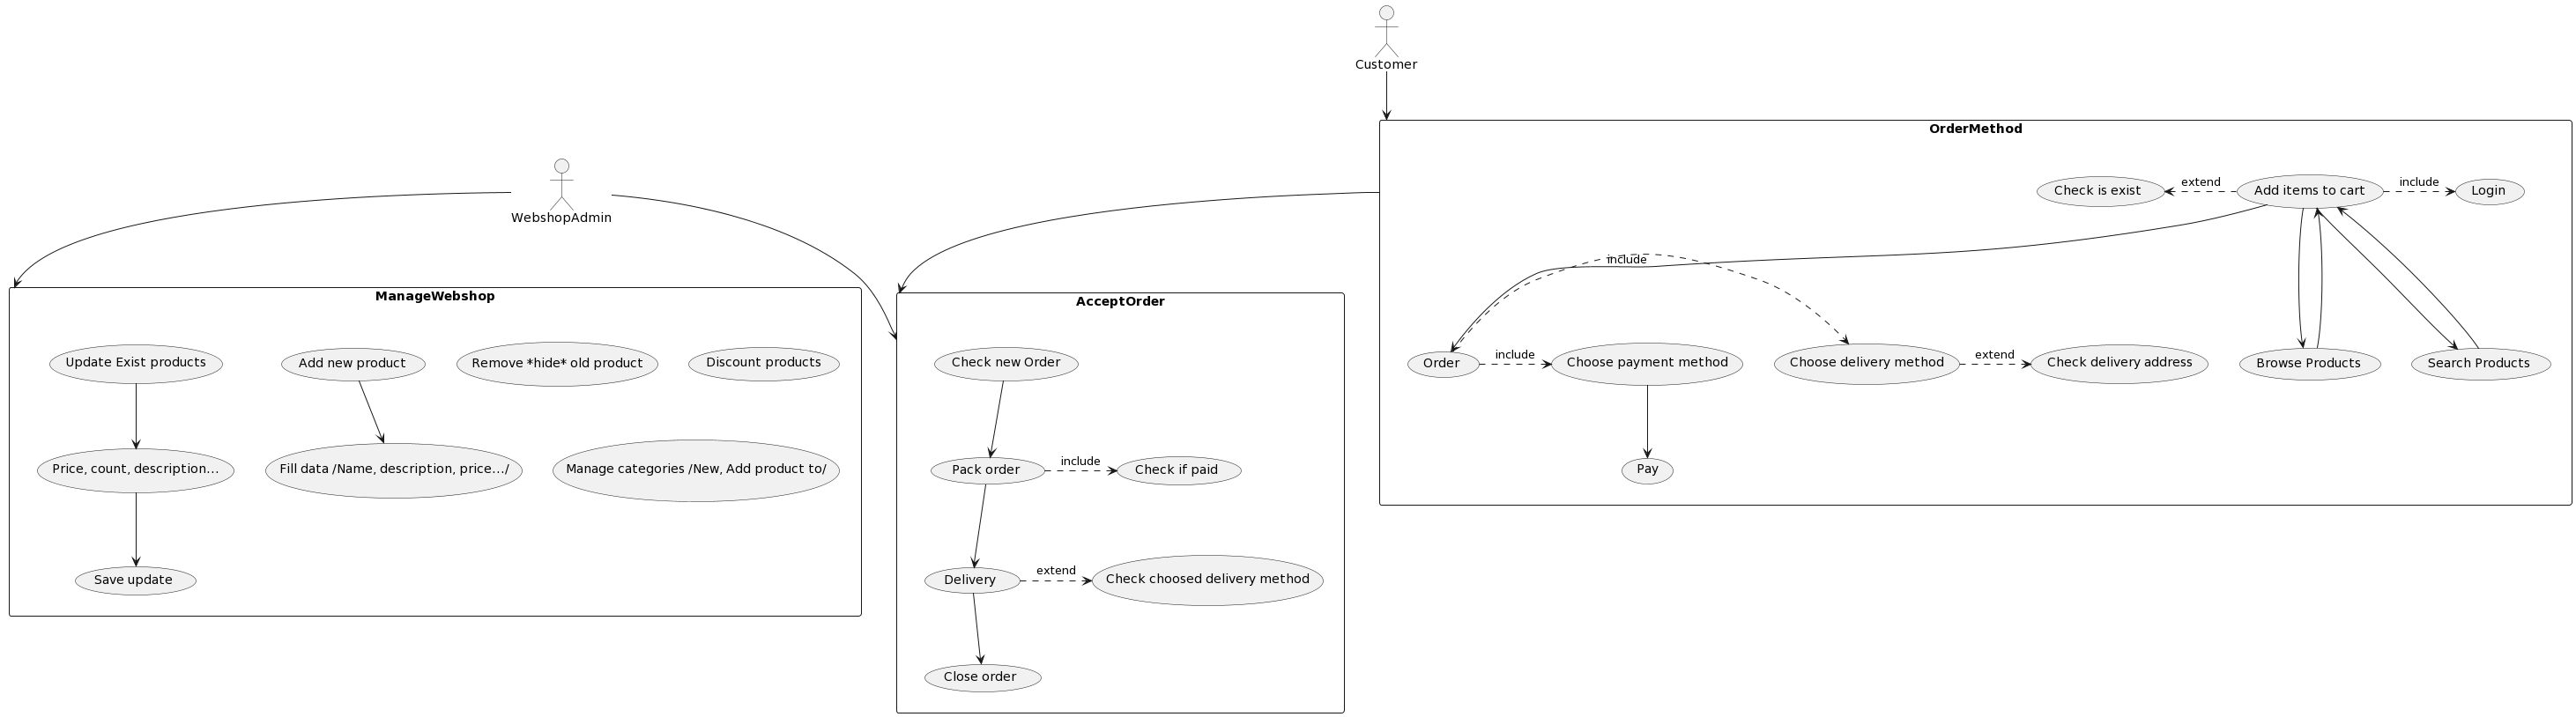 Customer
OrderMethod
WebshopAdmin
Check is exist
extend
Add items to cart
include
Login
include
ManageWebshop
AcceptOrder
Update Exist products
Add new product
Remove *hide* old product
Discount products
Check new Order
Order
include
Choose payment method
Choose delivery method
extend
Check delivery address
Browse Products
Search Products
Price, count, description...
Fill data /Name, description, price.../
Manage categories /New, Add product to/
Pack order
include
Check if paid
Pay
Save update
Delivery
extend
Check choosed delivery method
Close order